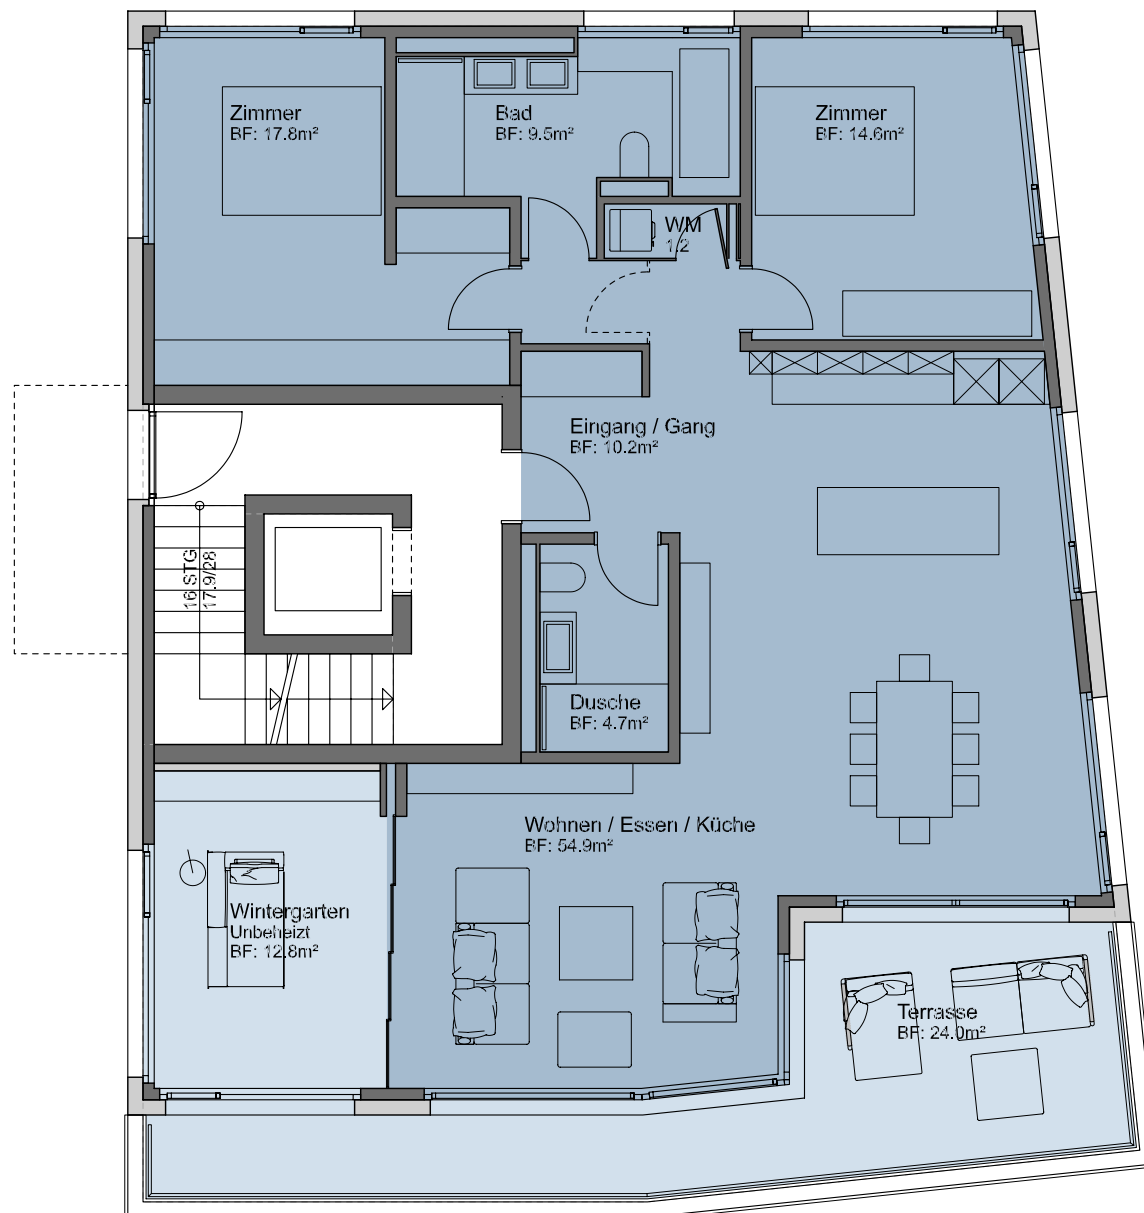 Zimmer
BF: 17.8m²
Bad
BF: 9.5m²
Zimmer
BF: 14.6m²
WM
1.2
Eingang / Gang
BF: 10.2m²
16 STG
17.9/28
Dusche
BF: 4.7m²
Wohnen / Essen / Küche
BF: 54.9m²
Wintergarten
Unbeheizt
BF: 12.8m²
Terrasse
BF: 24.0m²